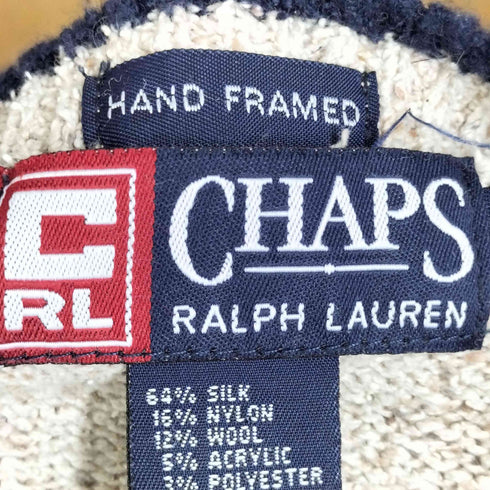 HAND FRAMED
C
RL
CHAPS
RALPH LAUREN
64% SILK
16% NYLON
12% WOOL
5% ACRYLIC
3% POLYESTER